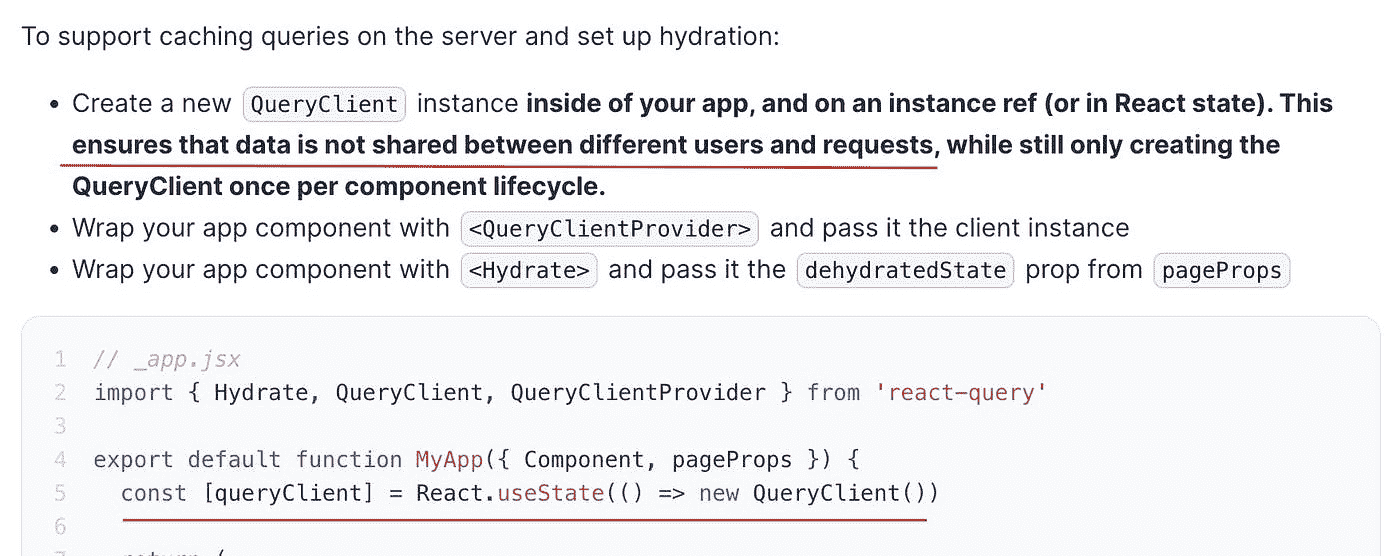 To support caching queries on the server and set up hydration:
• Create a new QueryClient instance inside of your app, and on an instance ref (or in React state). This
ensures that data is not shared between different users and requests, while still only creating the
QueryClient once per component lifecycle.
• Wrap your app component with <QueryClientProvider> and pass it the client instance
• Wrap your app component with <Hydrate> and pass it the dehydratedState prop from pageProps
1 // _app.jsx
2 import { Hydrate, QueryClient, QueryClientProvider } from 'react-query'
3
4 export default function MyApp({ Component, pageProps }) {
5 const [queryClient] = React.useState(() => new QueryClient())
6
7 return (